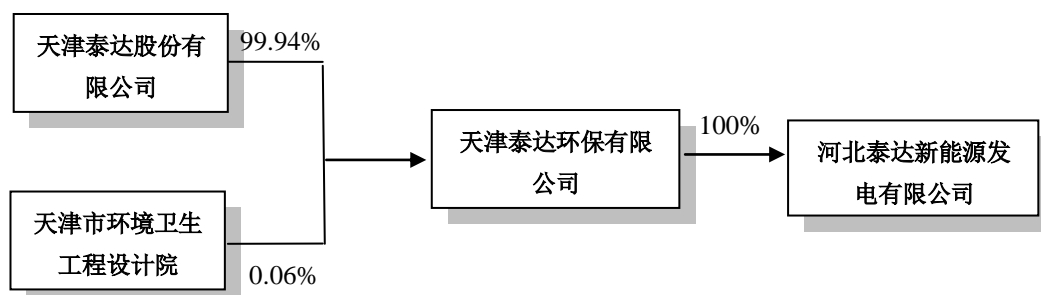 天津泰达股份有
限公司
99.94%
天津市环境卫生
工程设计院
0.06%
天津泰达环保有限
公司
100%
河北泰达新能源发
电有限公司